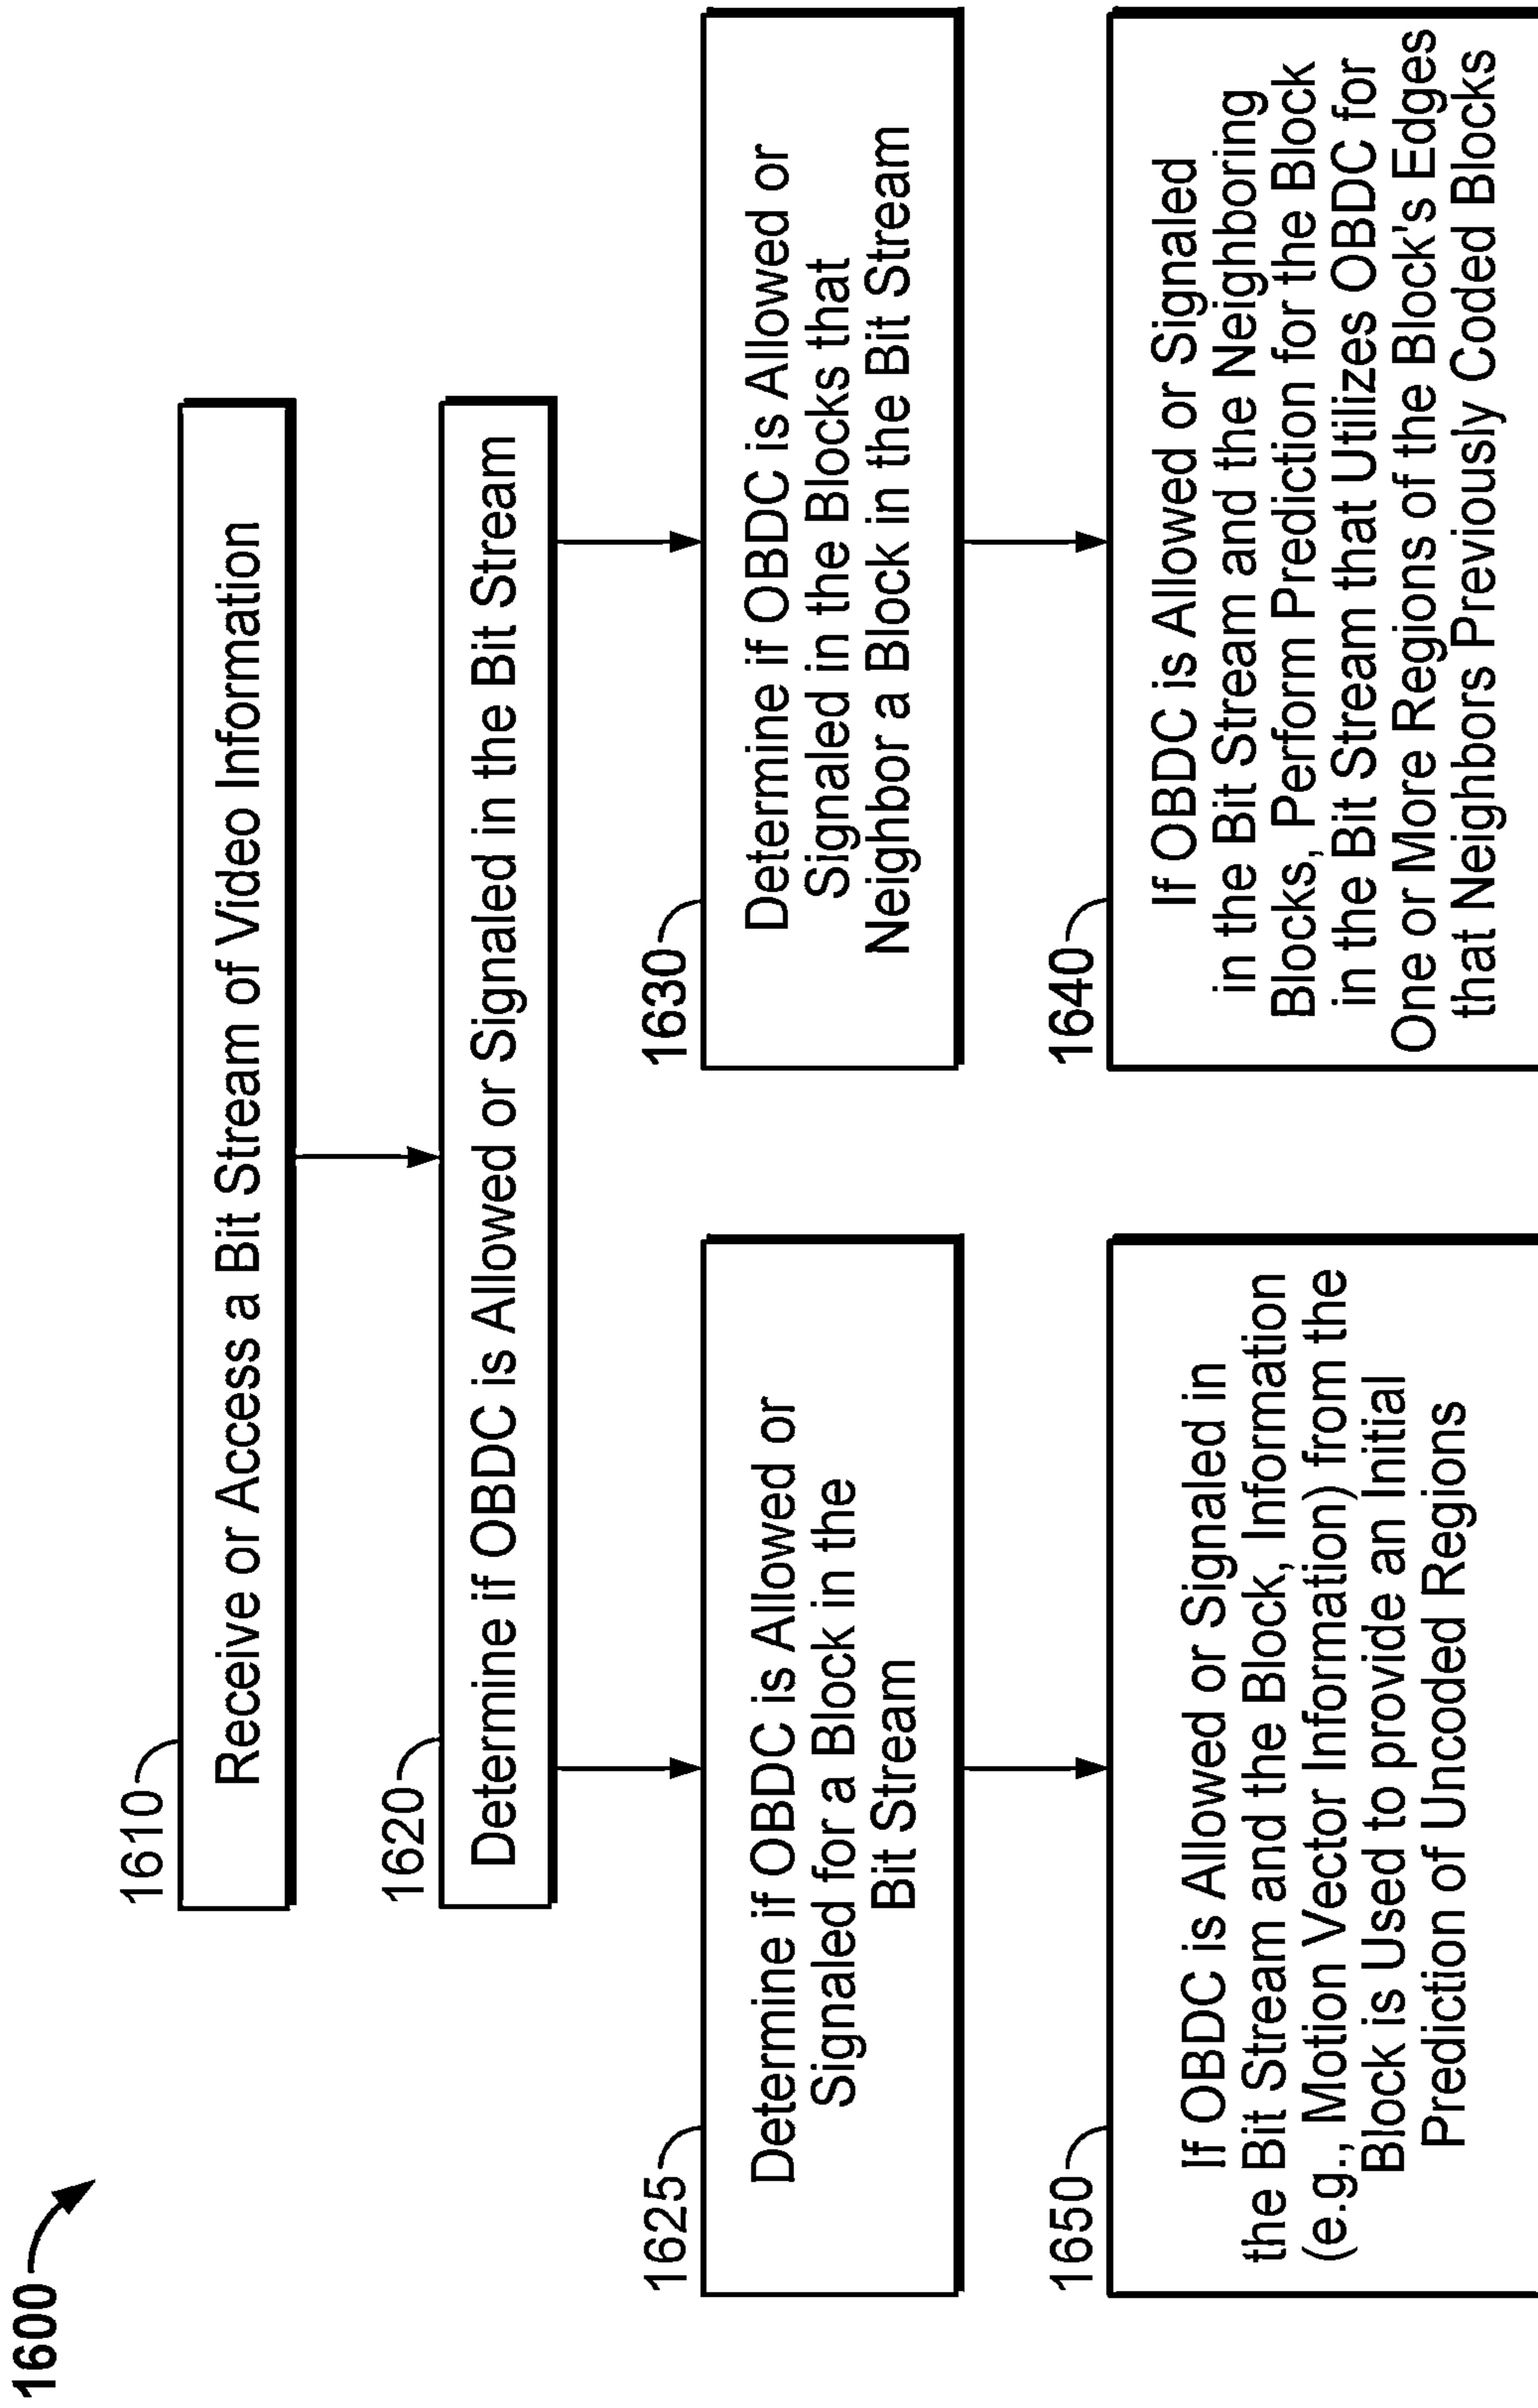 1600
1610
Receive or Access a Bit Stream of Video Information
1620
Determine if OBDC is Allowed or Signaled in the Bit Stream
1625
Determine if OBDC is Allowed or
Signaled for a Block in the
Bit Stream
1630
Determine if OBDC is Allowed or
Signaled in the Blocks that
Neighbor a Block in the Bit Stream
1650
If OBDC is Allowed or Signaled in
the Bit Stream and the Block, Information
(e.g., Motion Vector Information) from the
Block is Used to provide an Initial
Prediction of Uncoded Regions
1640
If OBDC is Allowed or Signaled
in the Bit Stream and the Neighboring
Blocks, Perform Prediction for the Block
in the Bit Stream that Utilizes OBDC for
One or More Regions of the Block's Edges
that Neighbors Previously Coded Blocks